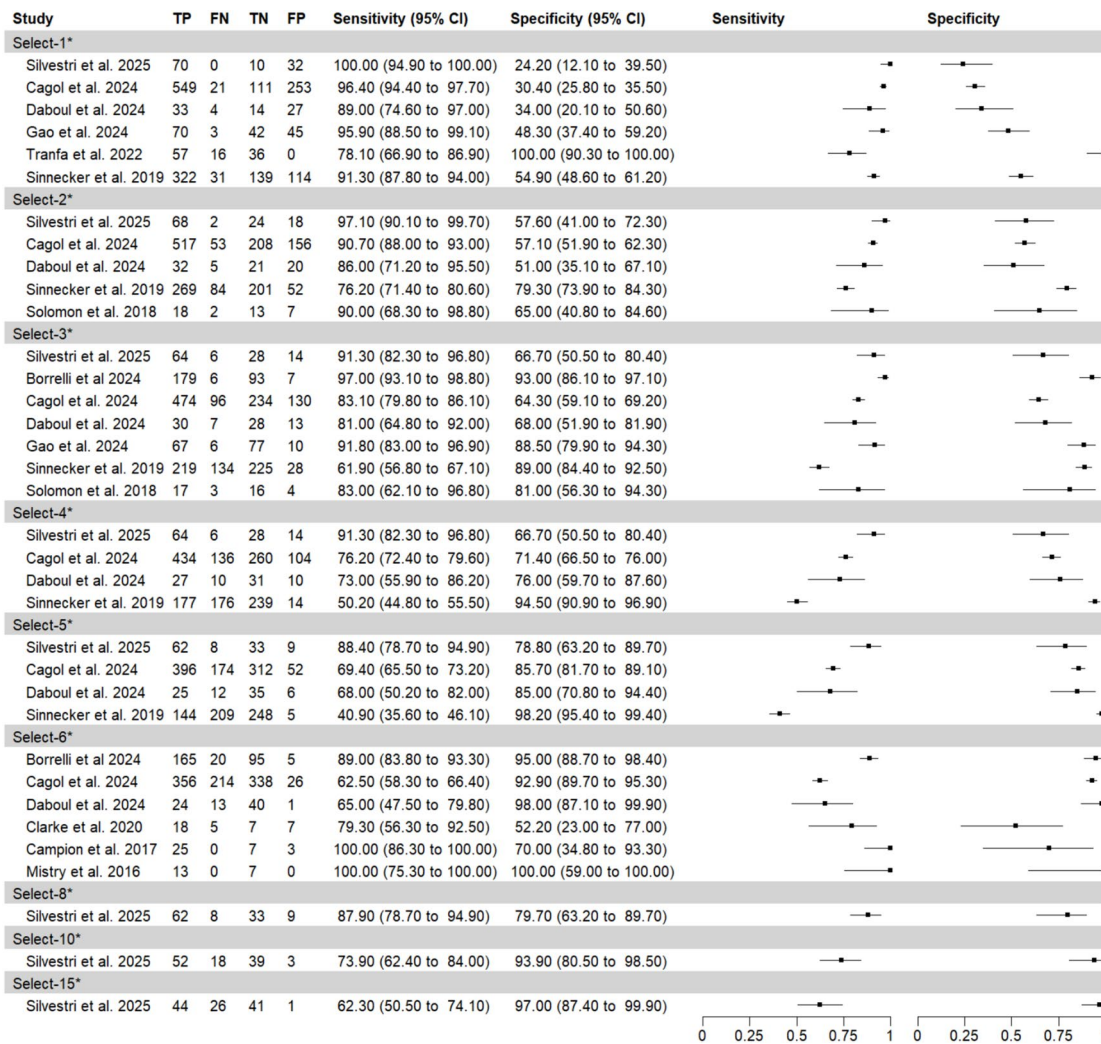 Study TP FN TN FP Sensitivity (95% CI) Specificity (95% CI) Sensitivity Specificity
Select-1*
Silvestri et al. 2025 70 0 10 32 100.00 (94.90 to 100.00) 24.20 (12.10 to 39.50)
Cagol et al. 2024 549 21 111 253 96.40 (94.40 to 97.70) 30.40 (25.80 to 35.50)
Daboul et al. 2024 33 4 14 27 89.00 (74.60 to 97.00) 34.00 (20.10 to 50.60)
Gao et al. 2024 70 3 42 45 95.90 (88.50 to 99.10) 48.30 (37.40 to 59.20)
Tranfa et al. 2022 57 16 36 0 78.10 (66.90 to 86.90) 100.00 (90.30 to 100.00)
Sinnecker et al. 2019 322 31 139 114 91.30 (87.80 to 94.00) 54.90 (48.60 to 61.20)
Select-2*
Silvestri et al. 2025 68 2 24 18 97.10 (90.10 to 99.70) 57.60 (41.00 to 72.30)
Cagol et al. 2024 517 53 208 156 90.70 (88.00 to 93.00) 57.10 (51.90 to 62.30)
Daboul et al. 2024 32 5 21 20 86.00 (71.20 to 95.50) 51.00 (35.10 to 67.10)
Sinnecker et al. 2019 269 84 201 52 76.20 (71.40 to 80.60) 79.30 (73.90 to 84.30)
Solomon et al. 2018 18 2 13 7 90.00 (68.30 to 98.80) 65.00 (40.80 to 84.60)
Select-3*
Silvestri et al. 2025 64 6 28 14 91.30 (82.30 to 96.80) 66.70 (50.50 to 80.40)
Borrelli et al 2024 179 6 93 7 97.00 (93.10 to 98.80) 93.00 (86.10 to 97.10)
Cagol et al. 2024 474 96 234 130 83.10 (79.80 to 86.10) 64.30 (59.10 to 69.20)
Daboul et al. 2024 30 7 28 13 81.00 (64.80 to 92.00) 68.00 (51.90 to 81.90)
Gao et al. 2024 67 6 77 10 91.80 (83.00 to 96.90) 88.50 (79.90 to 94.30)
Sinnecker et al. 2019 219 134 225 28 61.90 (56.80 to 67.10) 89.00 (84.40 to 92.50)
Solomon et al. 2018 17 3 16 4 83.00 (62.10 to 96.80) 81.00 (56.30 to 94.30)
Select-4*
Silvestri et al. 2025 64 6 28 14 91.30 (82.30 to 96.80) 66.70 (50.50 to 80.40)
Cagol et al. 2024 434 136 260 104 76.20 (72.40 to 79.60) 71.40 (66.50 to 76.00)
Daboul et al. 2024 27 10 31 10 73.00 (55.90 to 86.20) 76.00 (59.70 to 87.60)
Sinnecker et al. 2019 177 176 239 14 50.20 (44.80 to 55.50) 94.50 (90.90 to 96.90)
Select-5*
Silvestri et al. 2025 62 8 33 9 88.40 (78.70 to 94.90) 78.80 (63.20 to 89.70)
Cagol et al. 2024 396 174 312 52 69.40 (65.50 to 73.20) 85.70 (81.70 to 89.10)
Daboul et al. 2024 25 12 35 6 68.00 (50.20 to 82.00) 85.00 (70.80 to 94.40)
Sinnecker et al. 2019 144 209 248 5 40.90 (35.60 to 46.10) 98.20 (95.40 to 99.40)
Select-6*
Borrelli et al 2024 165 20 95 5 89.00 (83.80 to 93.30) 95.00 (88.70 to 98.40)
Cagol et al. 2024 356 214 338 26 62.50 (58.30 to 66.40) 92.90 (89.70 to 95.30)
Daboul et al. 2024 24 13 40 1 65.00 (47.50 to 79.80) 98.00 (87.10 to 99.90)
Clarke et al. 2020 18 5 7 7 79.30 (56.30 to 92.50) 52.20 (23.00 to 77.00)
Campion et al. 2017 25 0 7 3 100.00 (86.30 to 100.00) 70.00 (34.80 to 93.30)
Mistry et al. 2016 13 0 7 0 100.00 (75.30 to 100.00) 100.00 (59.00 to 100.00)
Select-8*
Silvestri et al. 2025 62 8 33 9 87.90 (78.70 to 94.90) 79.70 (63.20 to 89.70)
Select-10*
Silvestri et al. 2025 52 18 39 3 73.90 (62.40 to 84.00) 93.90 (80.50 to 98.50)
Select-15*
Silvestri et al. 2025 44 26 41 1 62.30 (50.50 to 74.10) 97.00 (87.40 to 99.90)
0 0.5 0.75 1 0 0.25 0.5 0.75